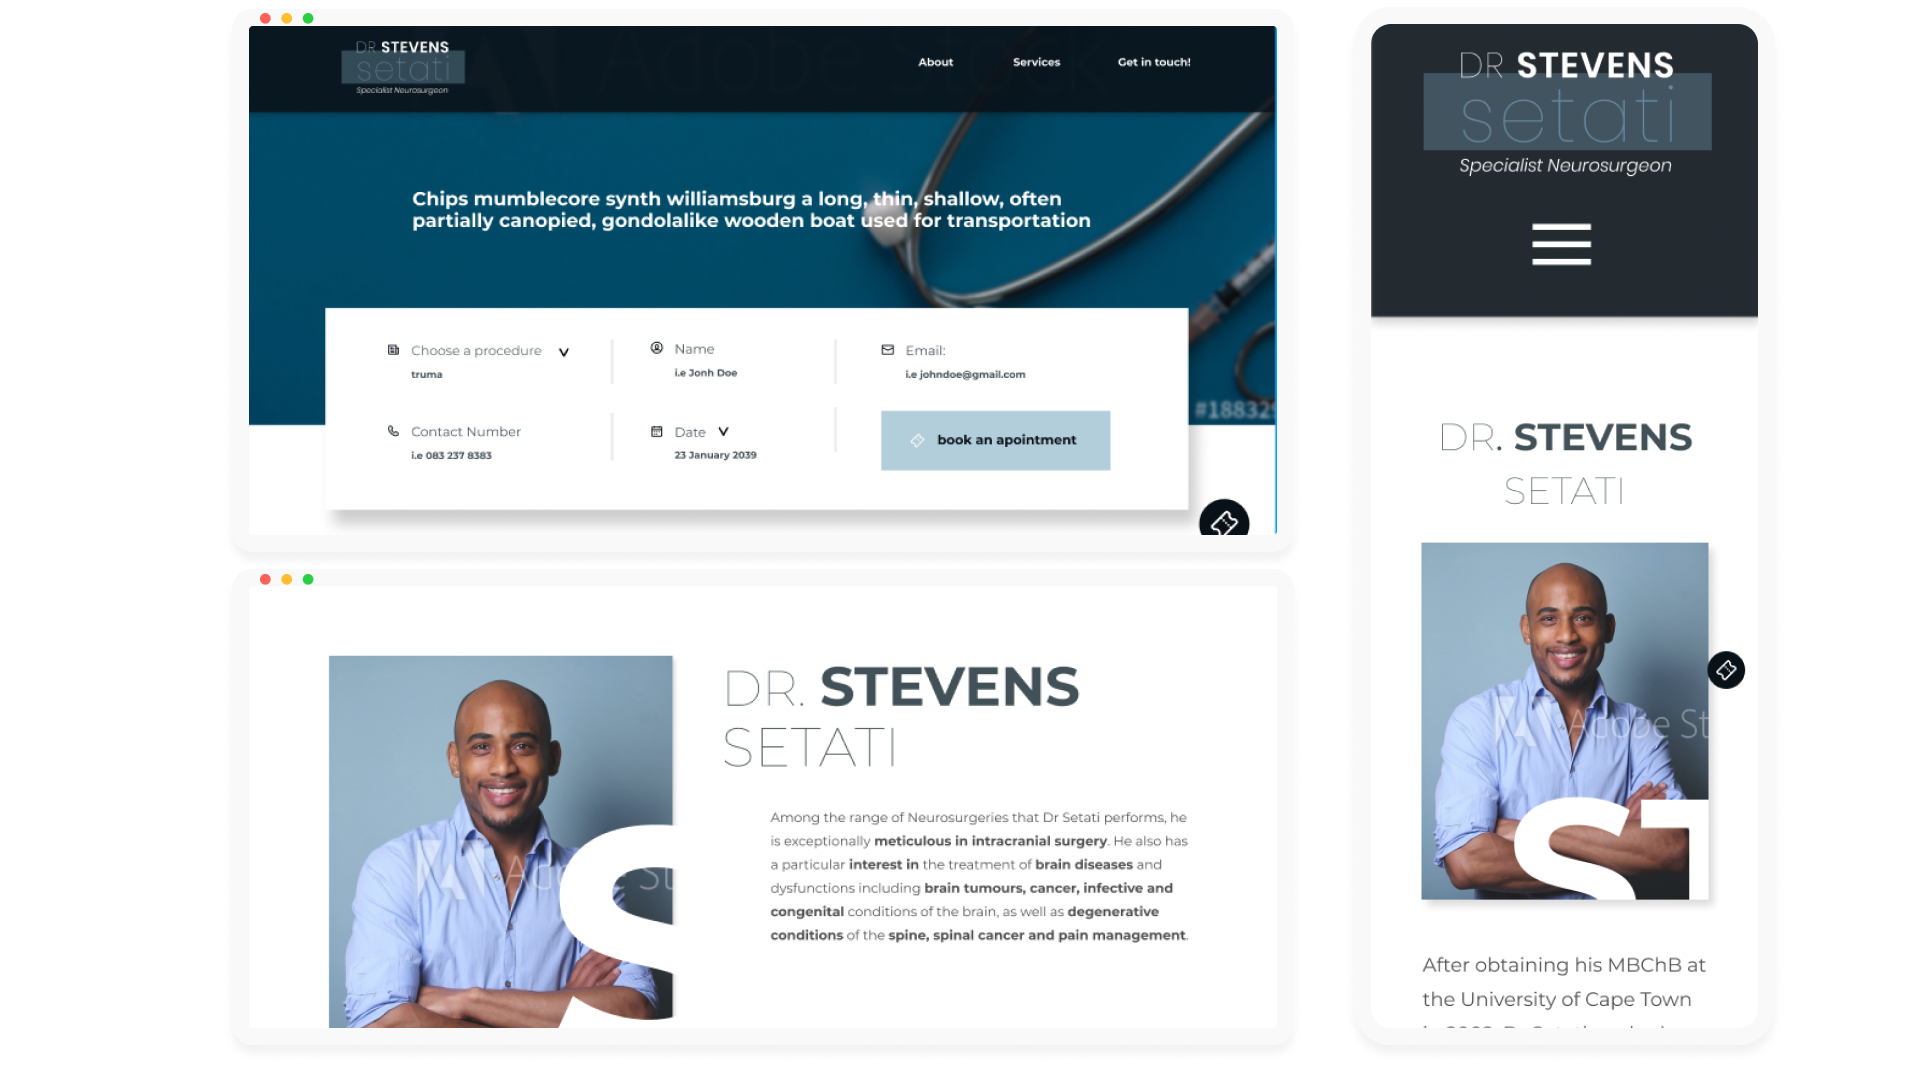 DR STEVENS
setati
Specialist Neurosurgeon
About
Services
Get in touch!
Adobe Stock
Chips mumblecore synth williamsburg a long, thin, shallow, often
partially canopied, gondolalike wooden boat used for transportation
Choose a procedure
truma
Name
i.e Jonh Doe
Email:
i.e johndoe@gmail.com
Contact Number
i.e 083 237 8383
Date
23 January 2039
book an apointment
DR. STEVENS
SETATI
Among the range of Neurosurgeries that Dr Setati performs, he
is exceptionally meticulous in intracranial surgery. He also has
a particular interest in the treatment of brain diseases and
dysfunctions including brain tumours, cancer, infective and
congenital conditions of the brain, as well as degenerative
conditions of the spine, spinal cancer and pain management.
S
DR STEVENS
setati
Specialist Neurosurgeon
DR. STEVENS
SETATI
Adobe St
ST
After obtaining his MBChB at
the University of Cape Town